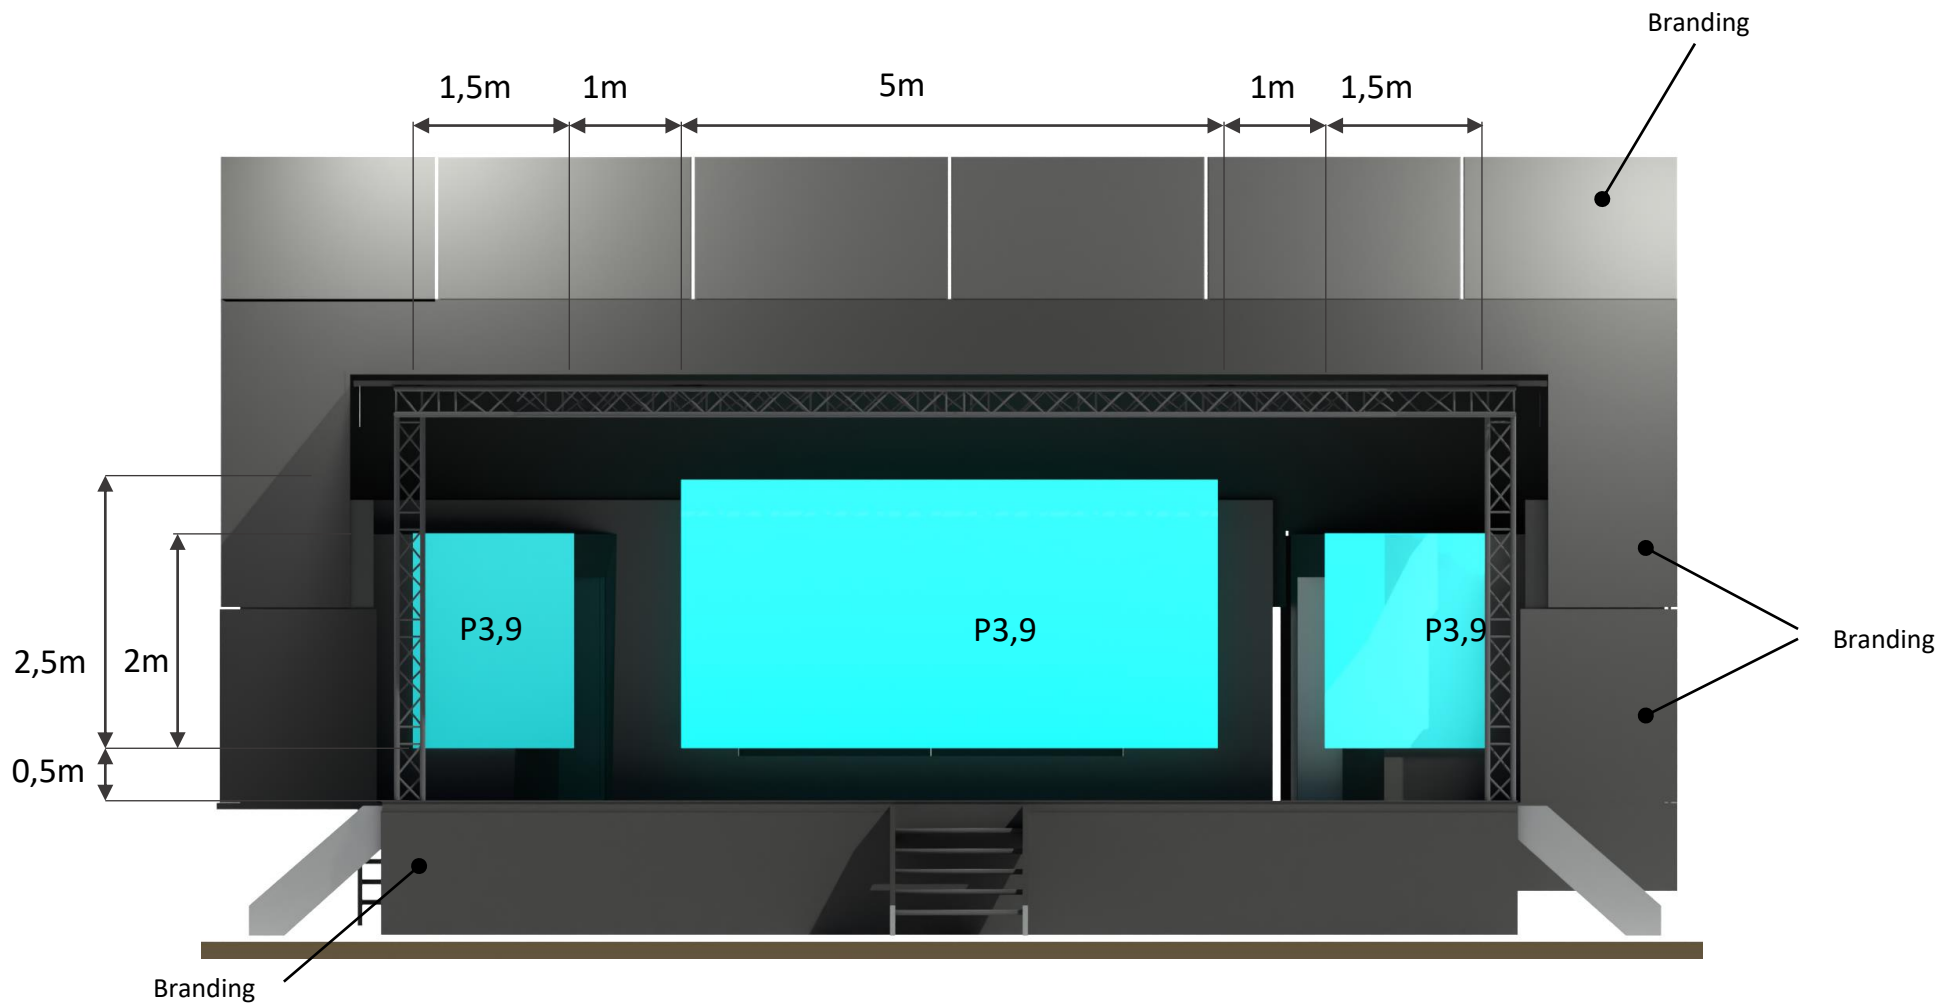 Branding
1,5m
1m
5m
1m
1,5m
P3,9
P3,9
P3,9
2,5m
2m
Branding
0,5m
Branding